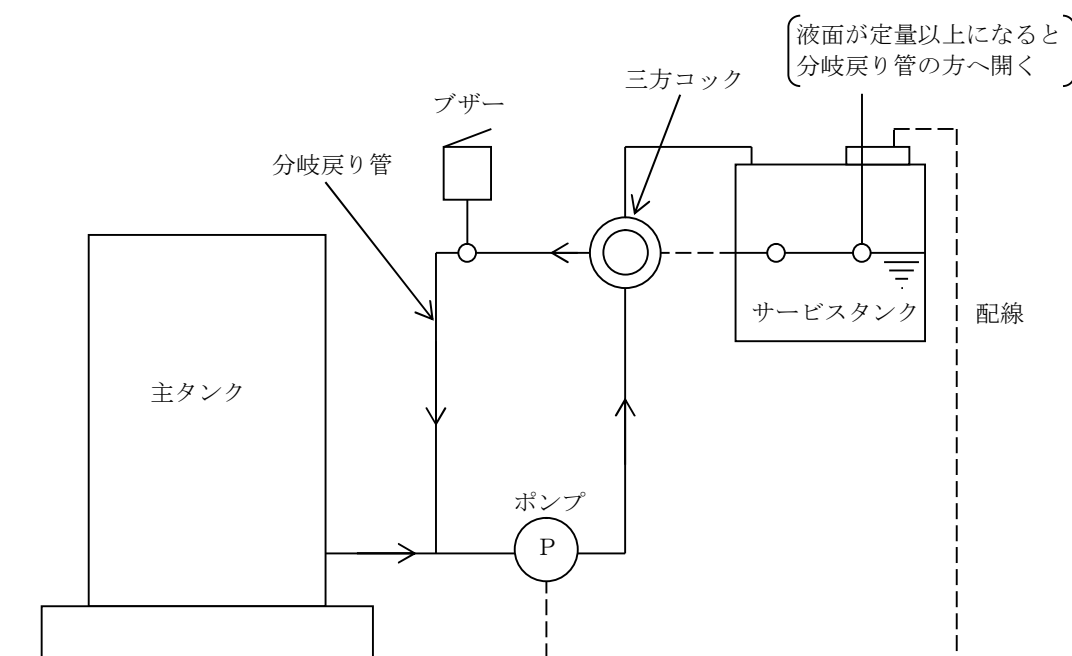 液面が定量以上になると
分岐戻り管の方へ開く
三方コック
ブザー
分岐戻り管
サービスタンク
配線
主タンク
ポンプ
P